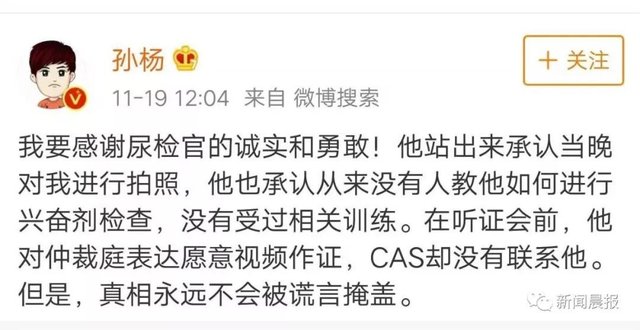 孙杨
+ 关注
11-19 12:04 来自 微博搜索
我要感谢尿检官的诚实和勇敢！他站出来承认当晚
对我进行拍照，他也承认从来没有人教他如何进行
兴奋剂检查，没有受过相关训练。在听证会前，他
对仲裁庭表达愿意视频作证，CAS却没有联系他。
但是，真相永远不会被谎言掩盖。
新闻晨报